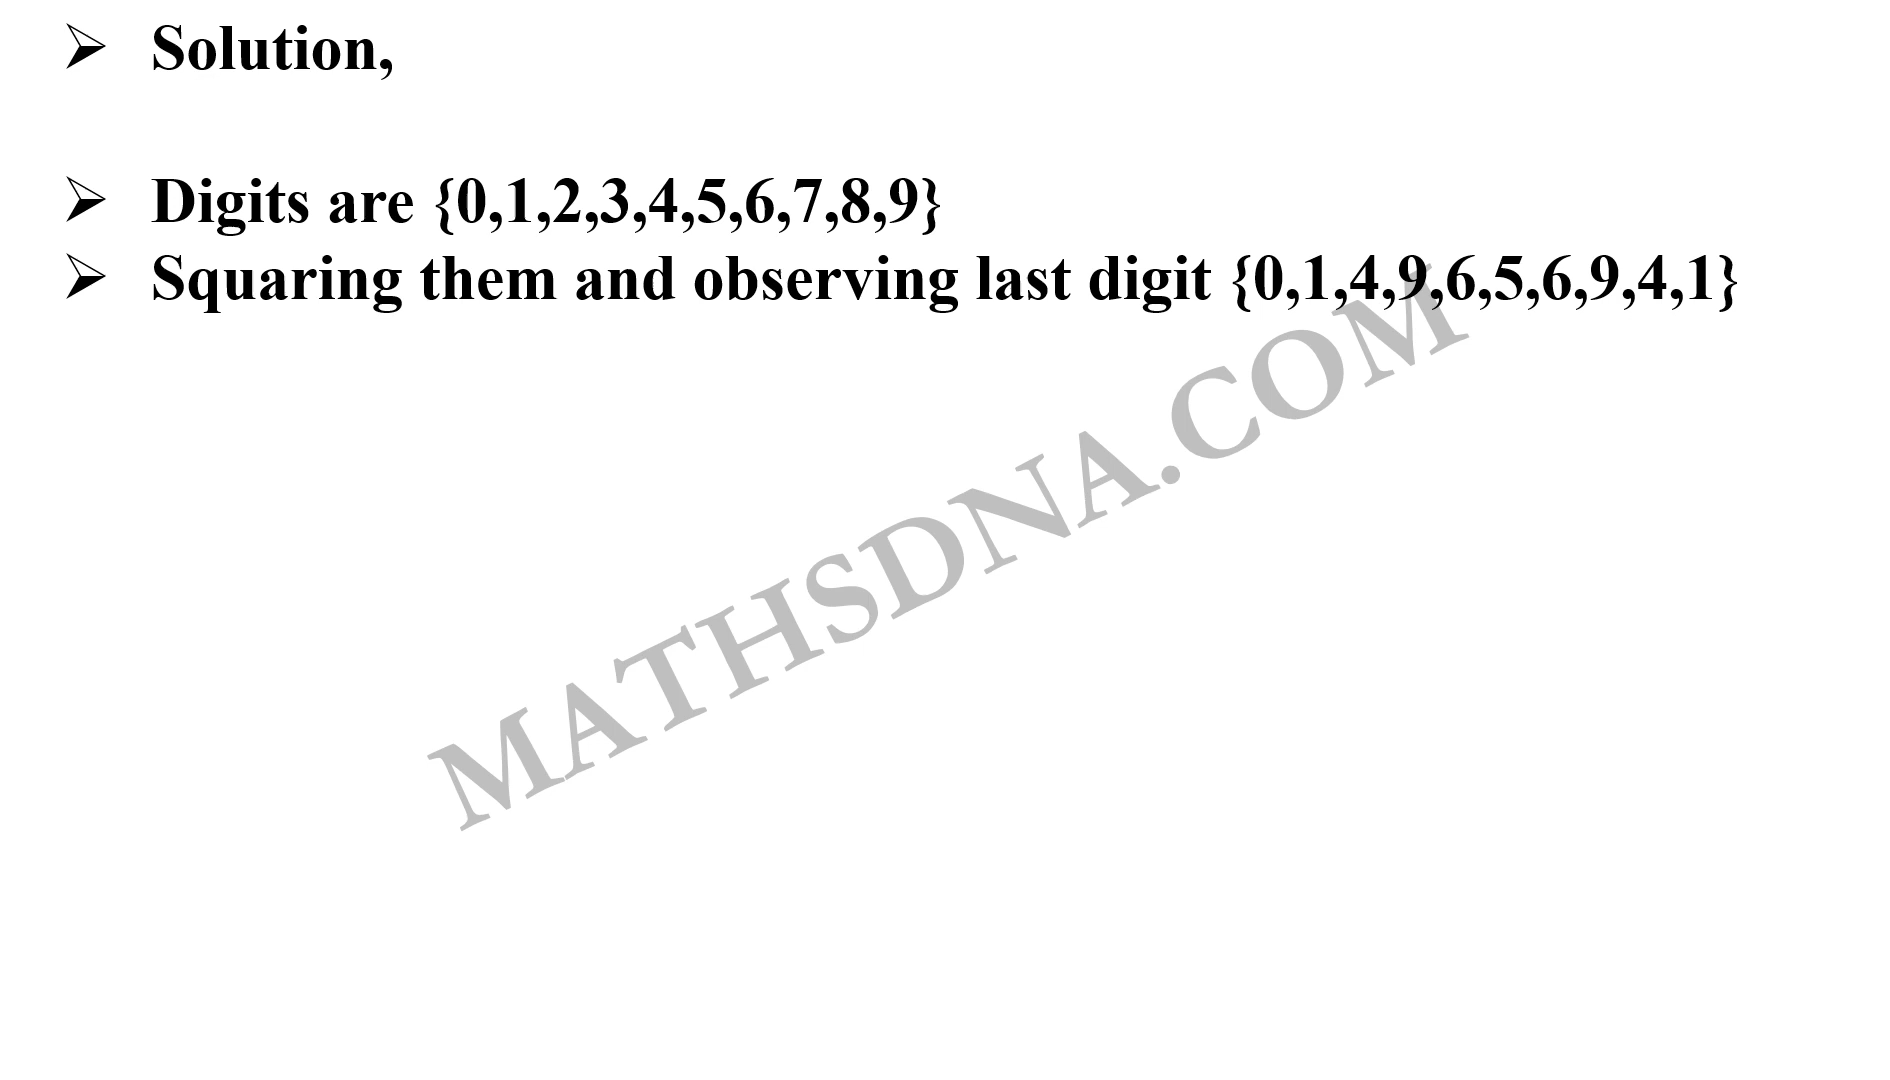 ➢ Solution,
➢ Digits are {0,1,2,3,4,5,6,7,8,9}
➢ Squaring them and observing last digit {0,1,4,9,6,5,6,9,4,1}
MATHSDNA.COM